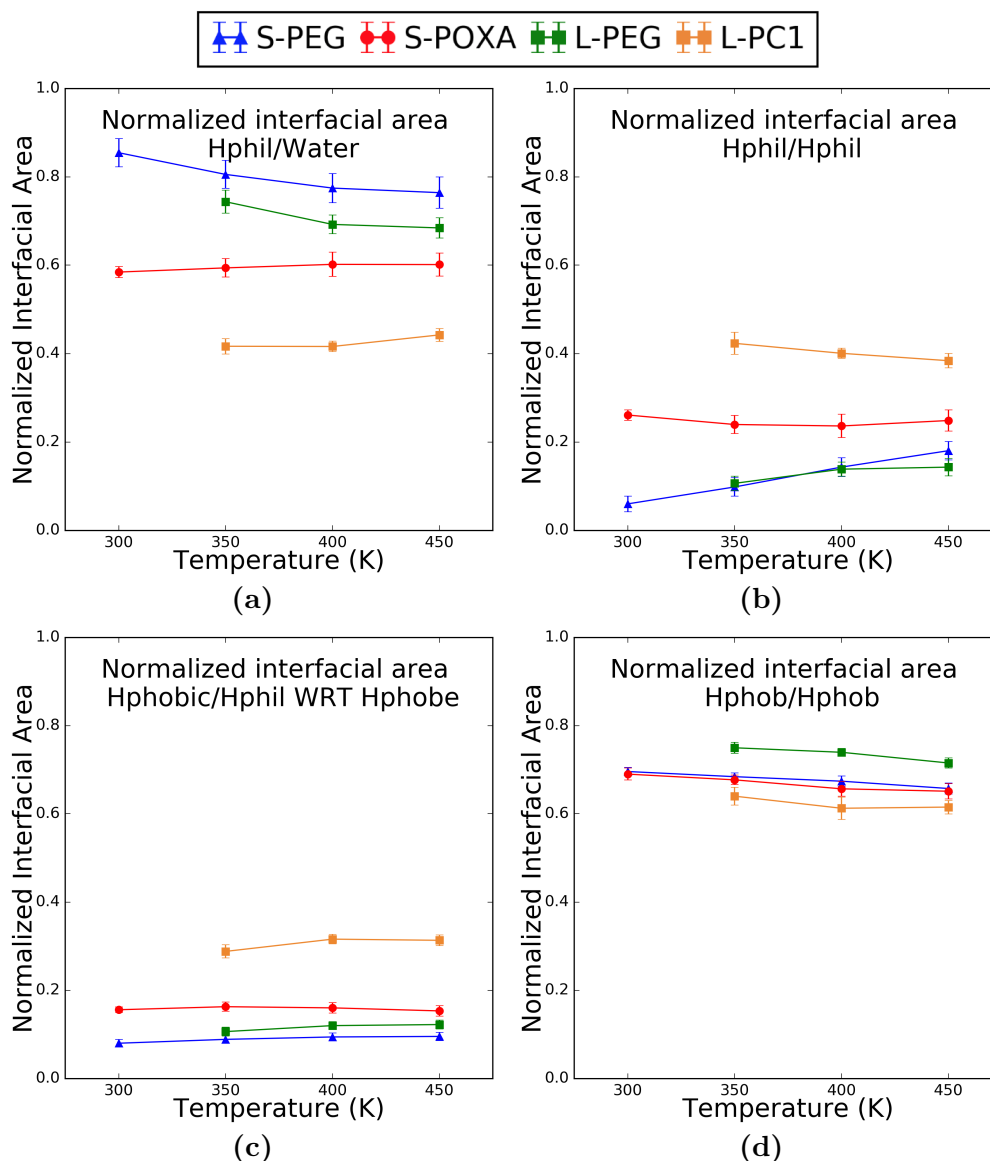 S-PEG S-POXA L-PEG L-PC1
Normalized interfacial area
Hphil/Water
Normalized Interfacial Area
1.0
0.8
0.6
0.4
0.2
0.0
300 350 400 450
Temperature (K)
(a)
Normalized interfacial area
Hphil/Hphil
Normalized Interfacial Area
1.0
0.8
0.6
0.4
0.2
0.0
300 350 400 450
Temperature (K)
(b)
Normalized interfacial area
Hphobic/Hphil WRT Hphobe
Normalized Interfacial Area
1.0
0.8
0.6
0.4
0.2
0.0
300 350 400 450
Temperature (K)
(c)
Normalized interfacial area
Hphob/Hphob
Normalized Interfacial Area
1.0
0.8
0.6
0.4
0.2
0.0
300 350 400 450
Temperature (K)
(d)